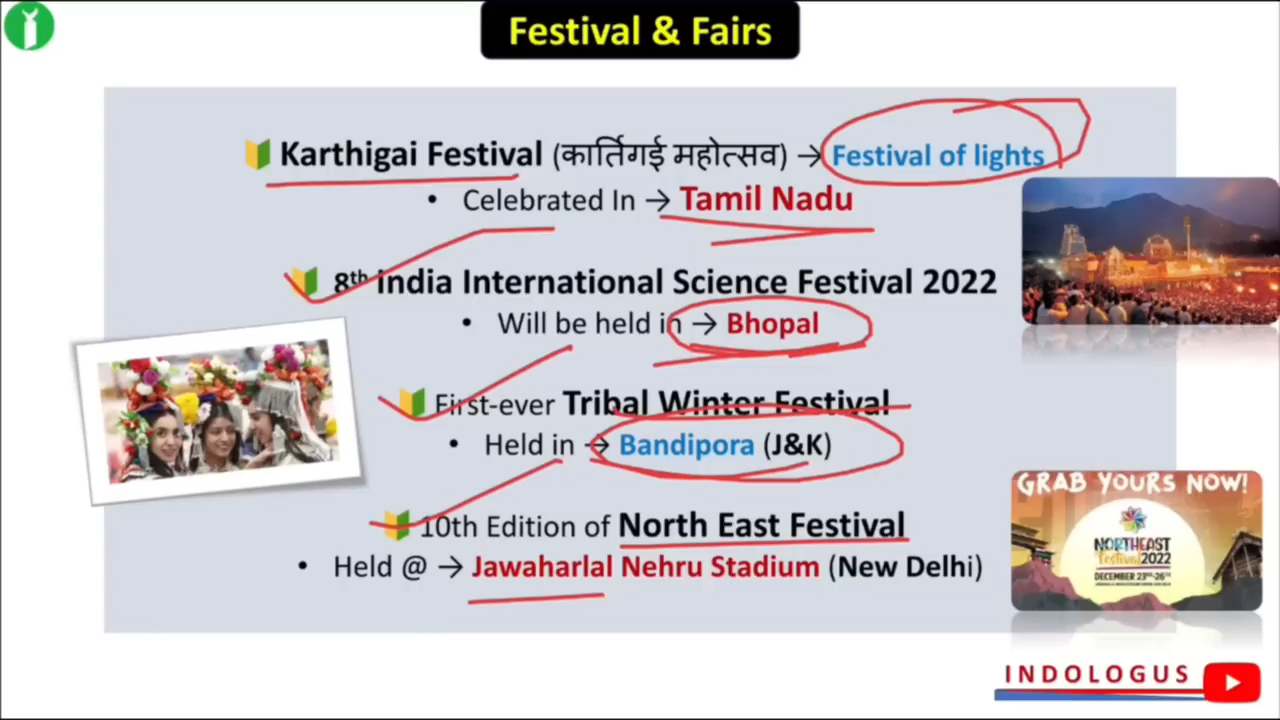 Festival & Fairs
Karthigai Festival (कार्तिगई महोत्सव) → Festival of lights
• Celebrated In → Tamil Nadu
8th India International Science Festival 2022
• Will be held in → Bhopal
First-ever Tribal Winter Festival
• Held in → Bandipora (J&K)
10th Edition of North East Festival
• Held @ → Jawaharlal Nehru Stadium (New Delhi)
GRAB YOURS NOW!
NORTHEAST
Festival 2022
DECEMBER 23RD-26TH
INDOLOGUS